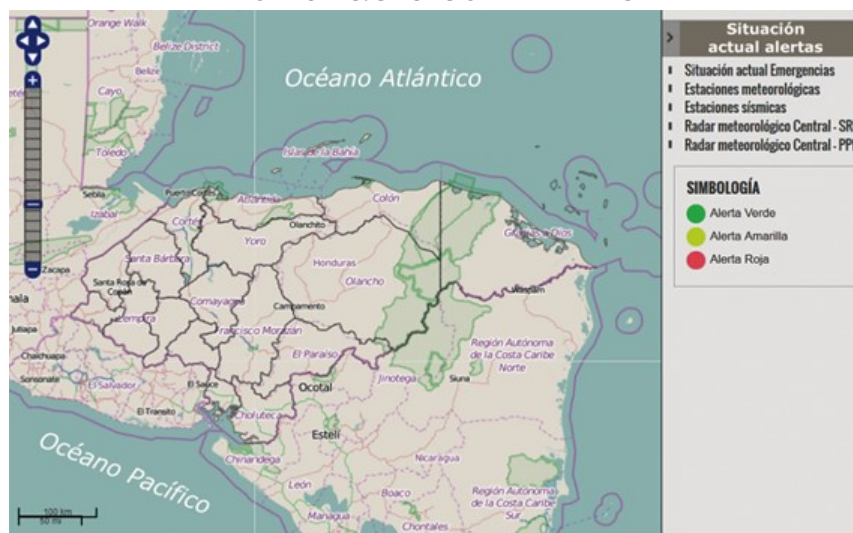 Orange Walk
Belize District
Belize
Cayo
Toledo
Océano Atlántico
Islas de la Bahía
Sebila
Izabal
Puerto Cortés
Atlántida
Colón
Cortés
Olanchito
Gracias a Dios
Yoro
Zacapa
Santa Bárbara
Honduras
Olancho
Santa Rosa de
Copán
Comayagua
Catacamas
Waspam
Lempira
Francisco Morazán
Jutiapa
El Paraíso
Región Autónoma
de la Costa Caribe
Norte
Chalchuapa
Sonsonate
El Salvador
El Sauce
Ocotal
Jinotega
Siuna
El Transito
Choluteca
Estelí
Océano Pacífico
Chinandega
Nicaragua
León
Boaco
Región Autónoma
de la Costa Caribe
Sur
Managua
Chontales
100 km
50 mi
Situación
actual alertas
Situación actual Emergencias
Estaciones meteorológicas
Estaciones sísmicas
Radar meteorológico Central - SR
Radar meteorológico Central - PPI
SIMBOLOGÍA
Alerta Verde
Alerta Amarilla
Alerta Roja